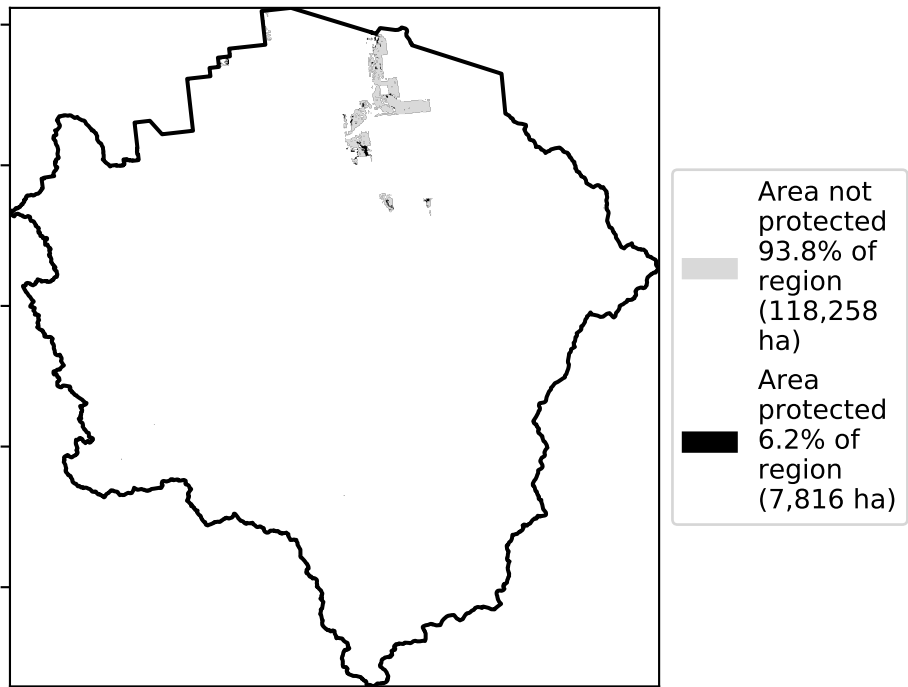 Area not
protected
93.8% of
region
(118,258
ha)
Area
protected
6.2% of
region
(7,816 ha)